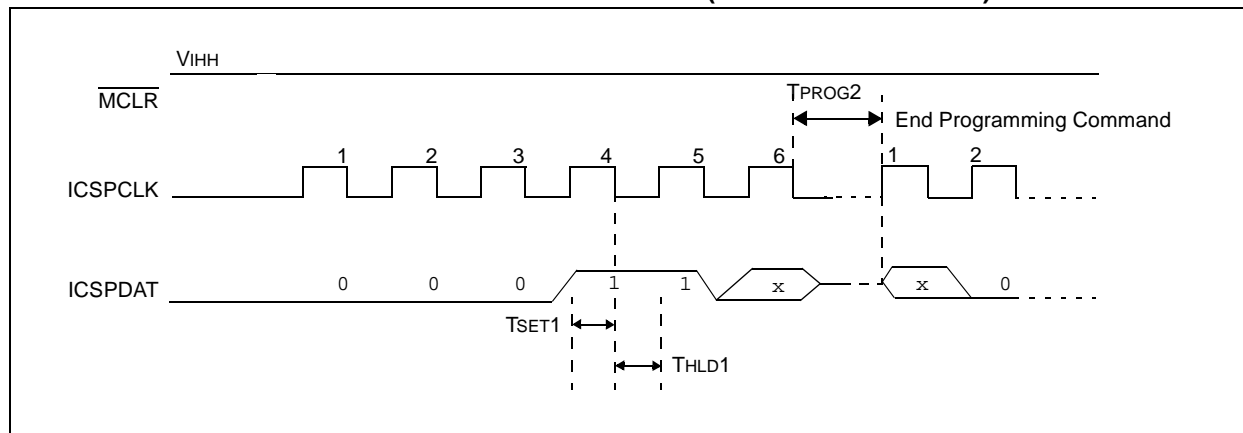 VIHH
MCLR
TPROG2
End Programming Command
1 2 3 4 5 6 1 2
ICSPCLK
ICSPDAT
0 0 0 1 1 x x 0
TSET1
THLD1